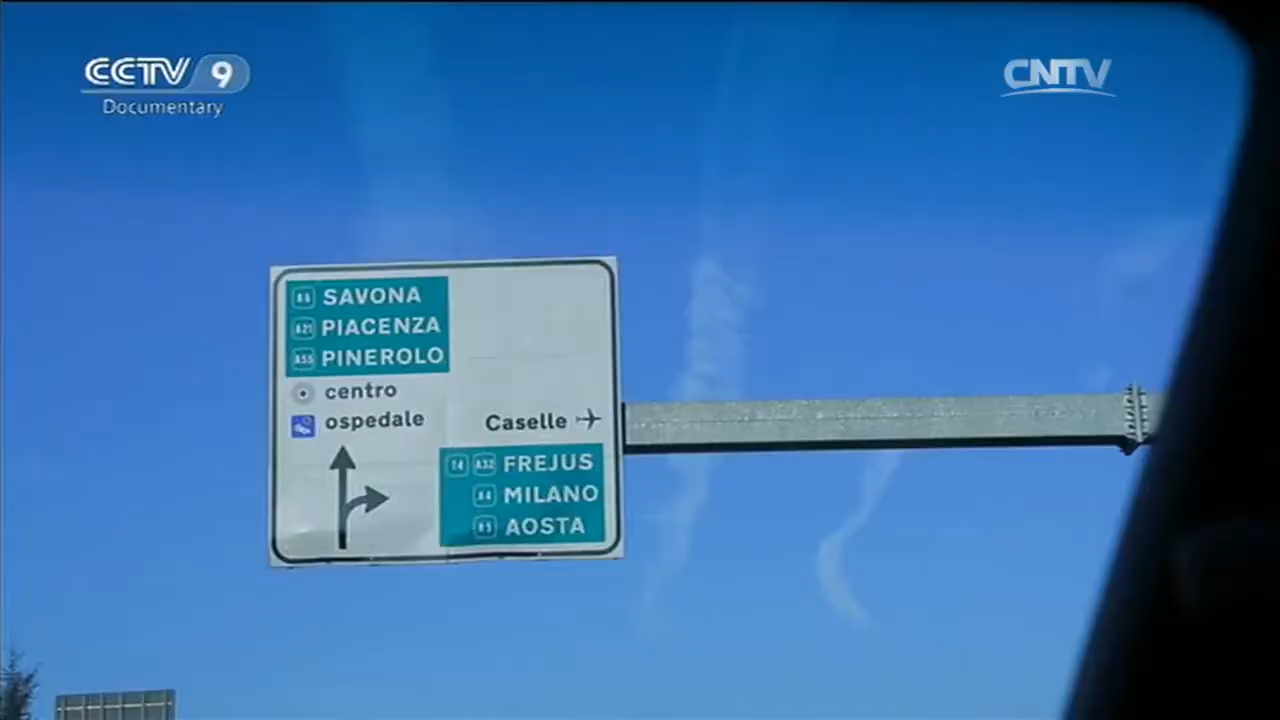 CCTV 9
Documentary
CNTV
A6 SAVONA
A21 PIACENZA
A55 PINEROLO
centro
ospedale
Caselle
T4 A32 FREJUS
A4 MILANO
A5 AOSTA